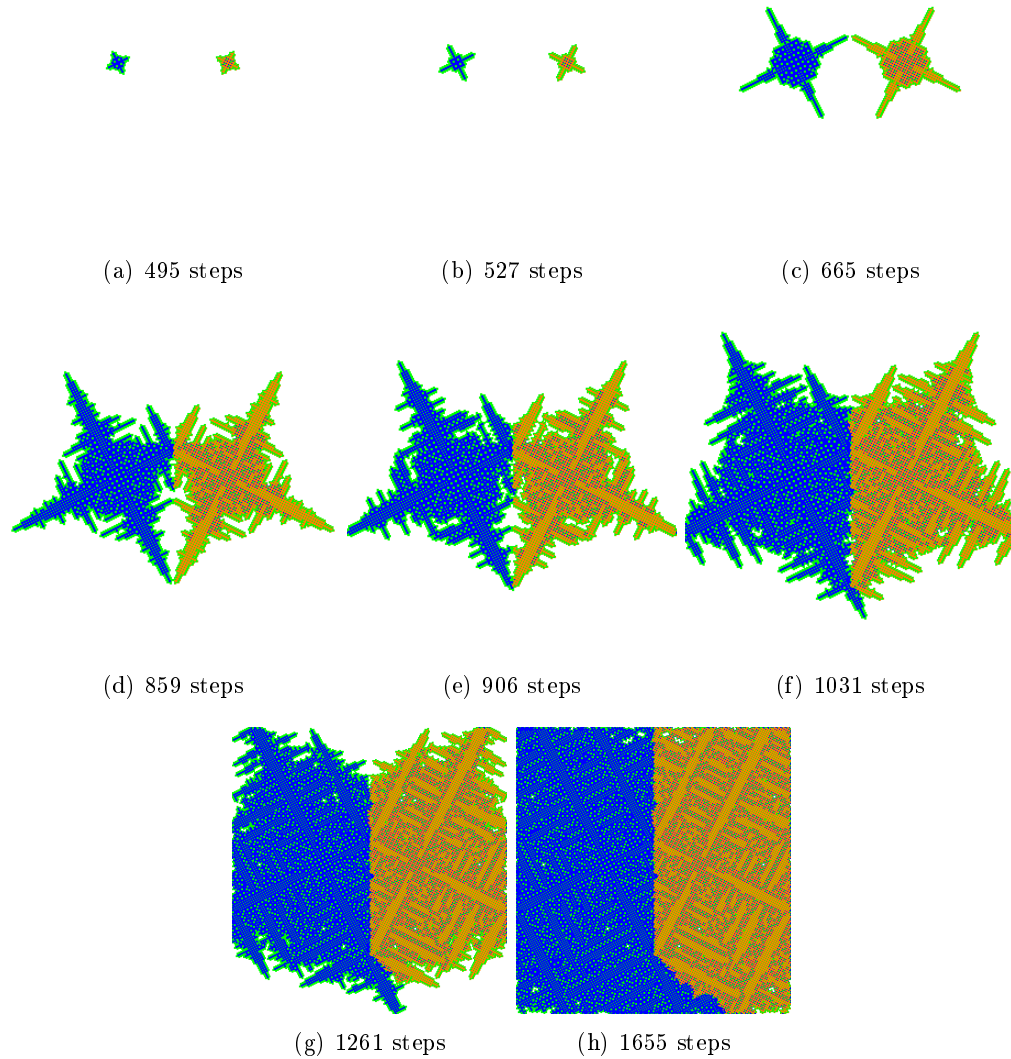 (a) 495 steps
(b) 527 steps
(c) 665 steps
(d) 859 steps
(e) 906 steps
(f) 1031 steps
(g) 1261 steps
(h) 1655 steps